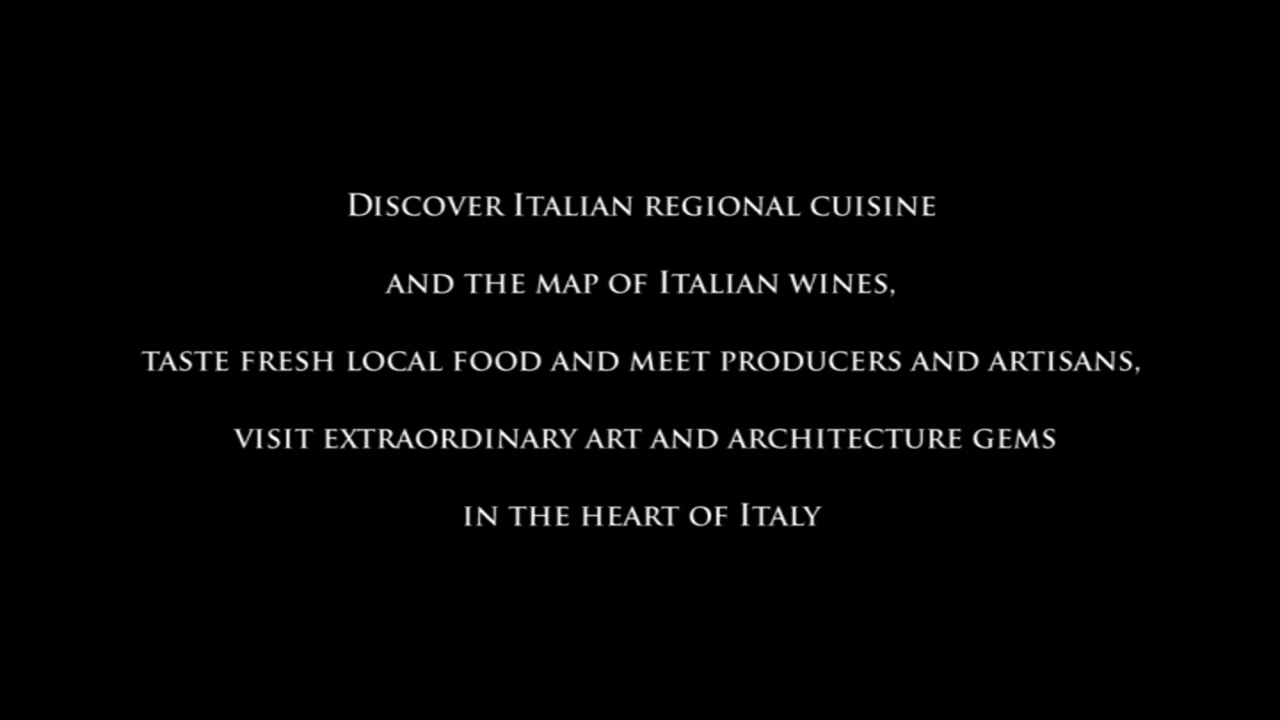 Discover Italian regional cuisine
and the map of Italian wines,
taste fresh local food and meet producers and artisans,
visit extraordinary art and architecture gems
in the heart of Italy